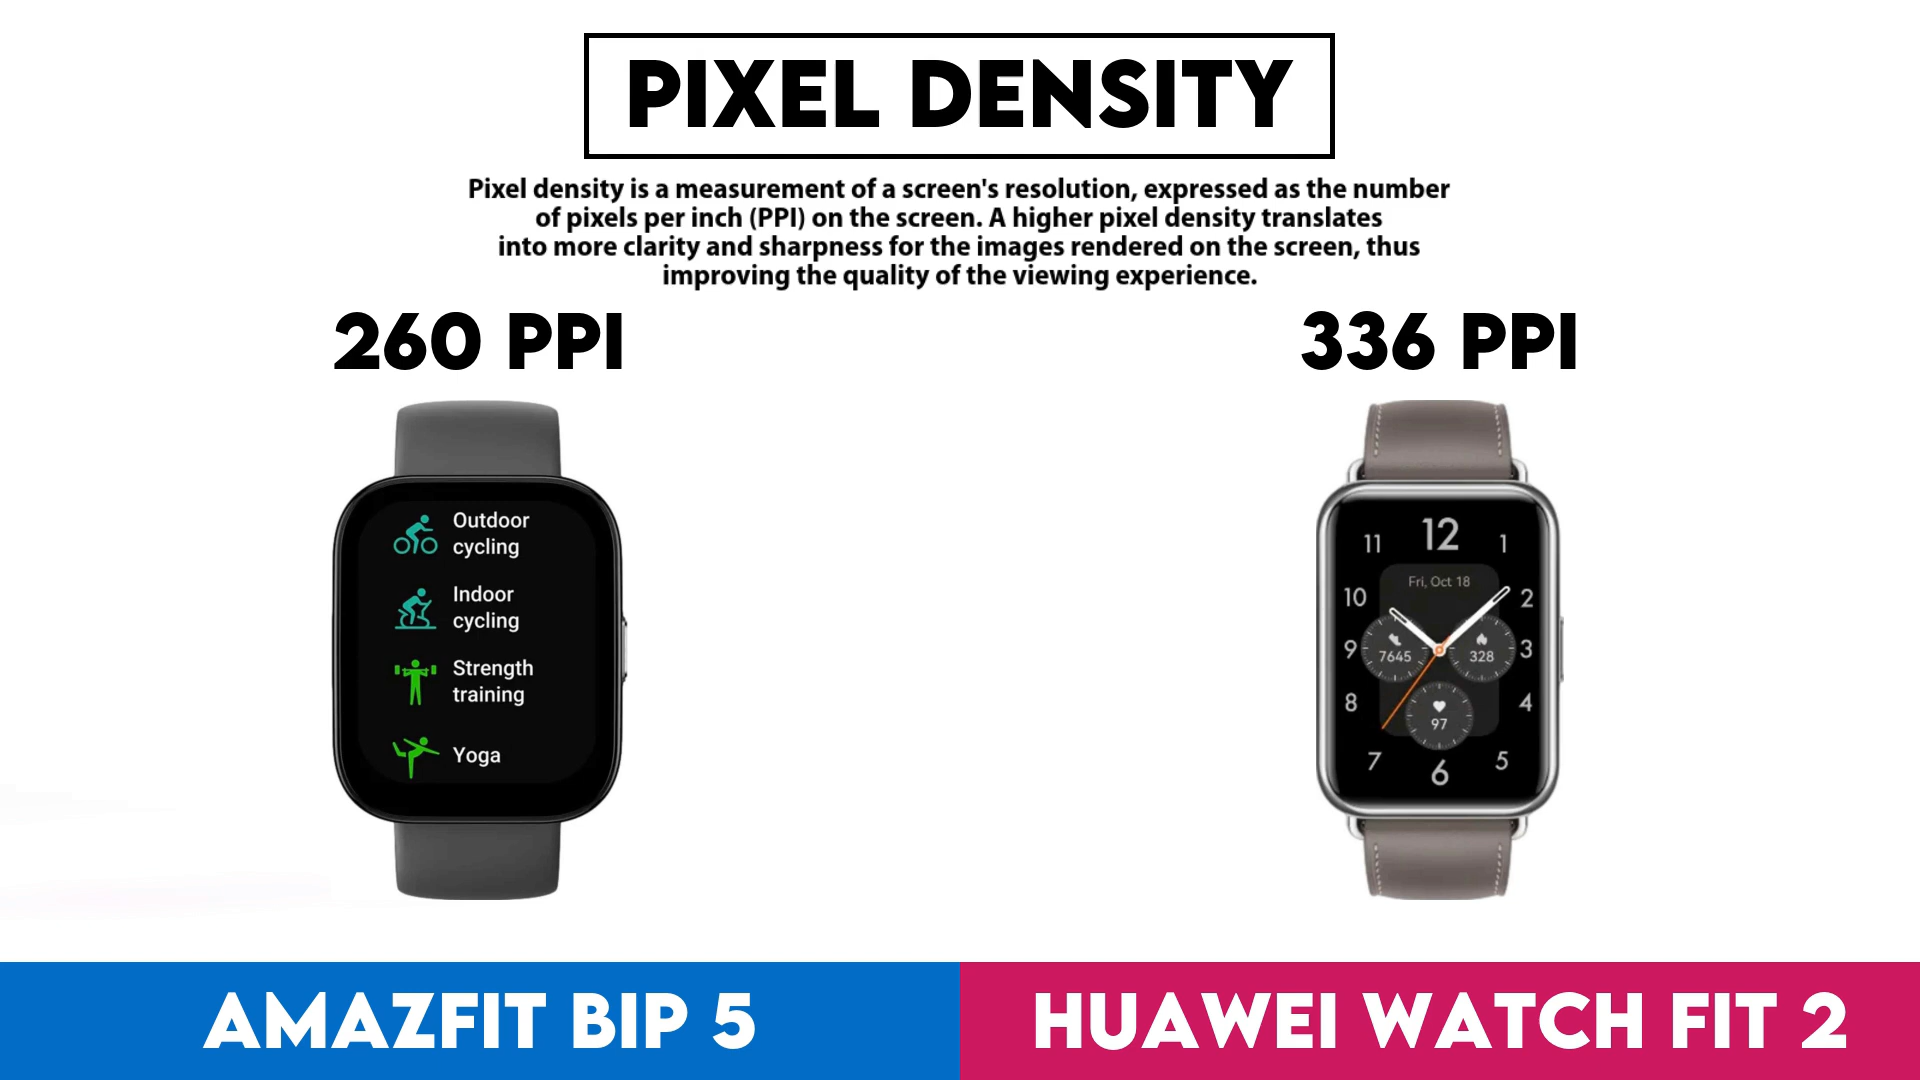 PIXEL DENSITY
Pixel density is a measurement of a screen's resolution, expressed as the number
of pixels per inch (PPI) on the screen. A higher pixel density translates
into more clarity and sharpness for the images rendered on the screen, thus
improving the quality of the viewing experience.
260 PPI
336 PPI
Outdoor
cycling
Indoor
cycling
Strength
training
Yoga
12
11
1
Fri, Oct 18
10
2
9
7645
328
3
8
97
4
7
6
5
AMAZFIT BIP 5
HUAWEI WATCH FIT 2